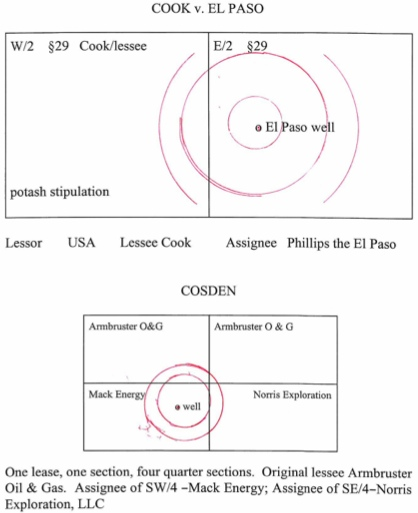 COOK v. EL PASO
W/2 §29 Cook/lessee
E/2 §29
El Paso well
potash stipulation
Lessor USA Lessee Cook Assignee Phillips the El Paso
COSDEN
Armbruster O&G
Armbruster O & G
Mack Energy
Norris Exploration
well
One lease, one section, four quarter sections. Original lessee Armbruster
Oil & Gas. Assignee of SW/4 –Mack Energy; Assignee of SE/4–Norris
Exploration, LLC